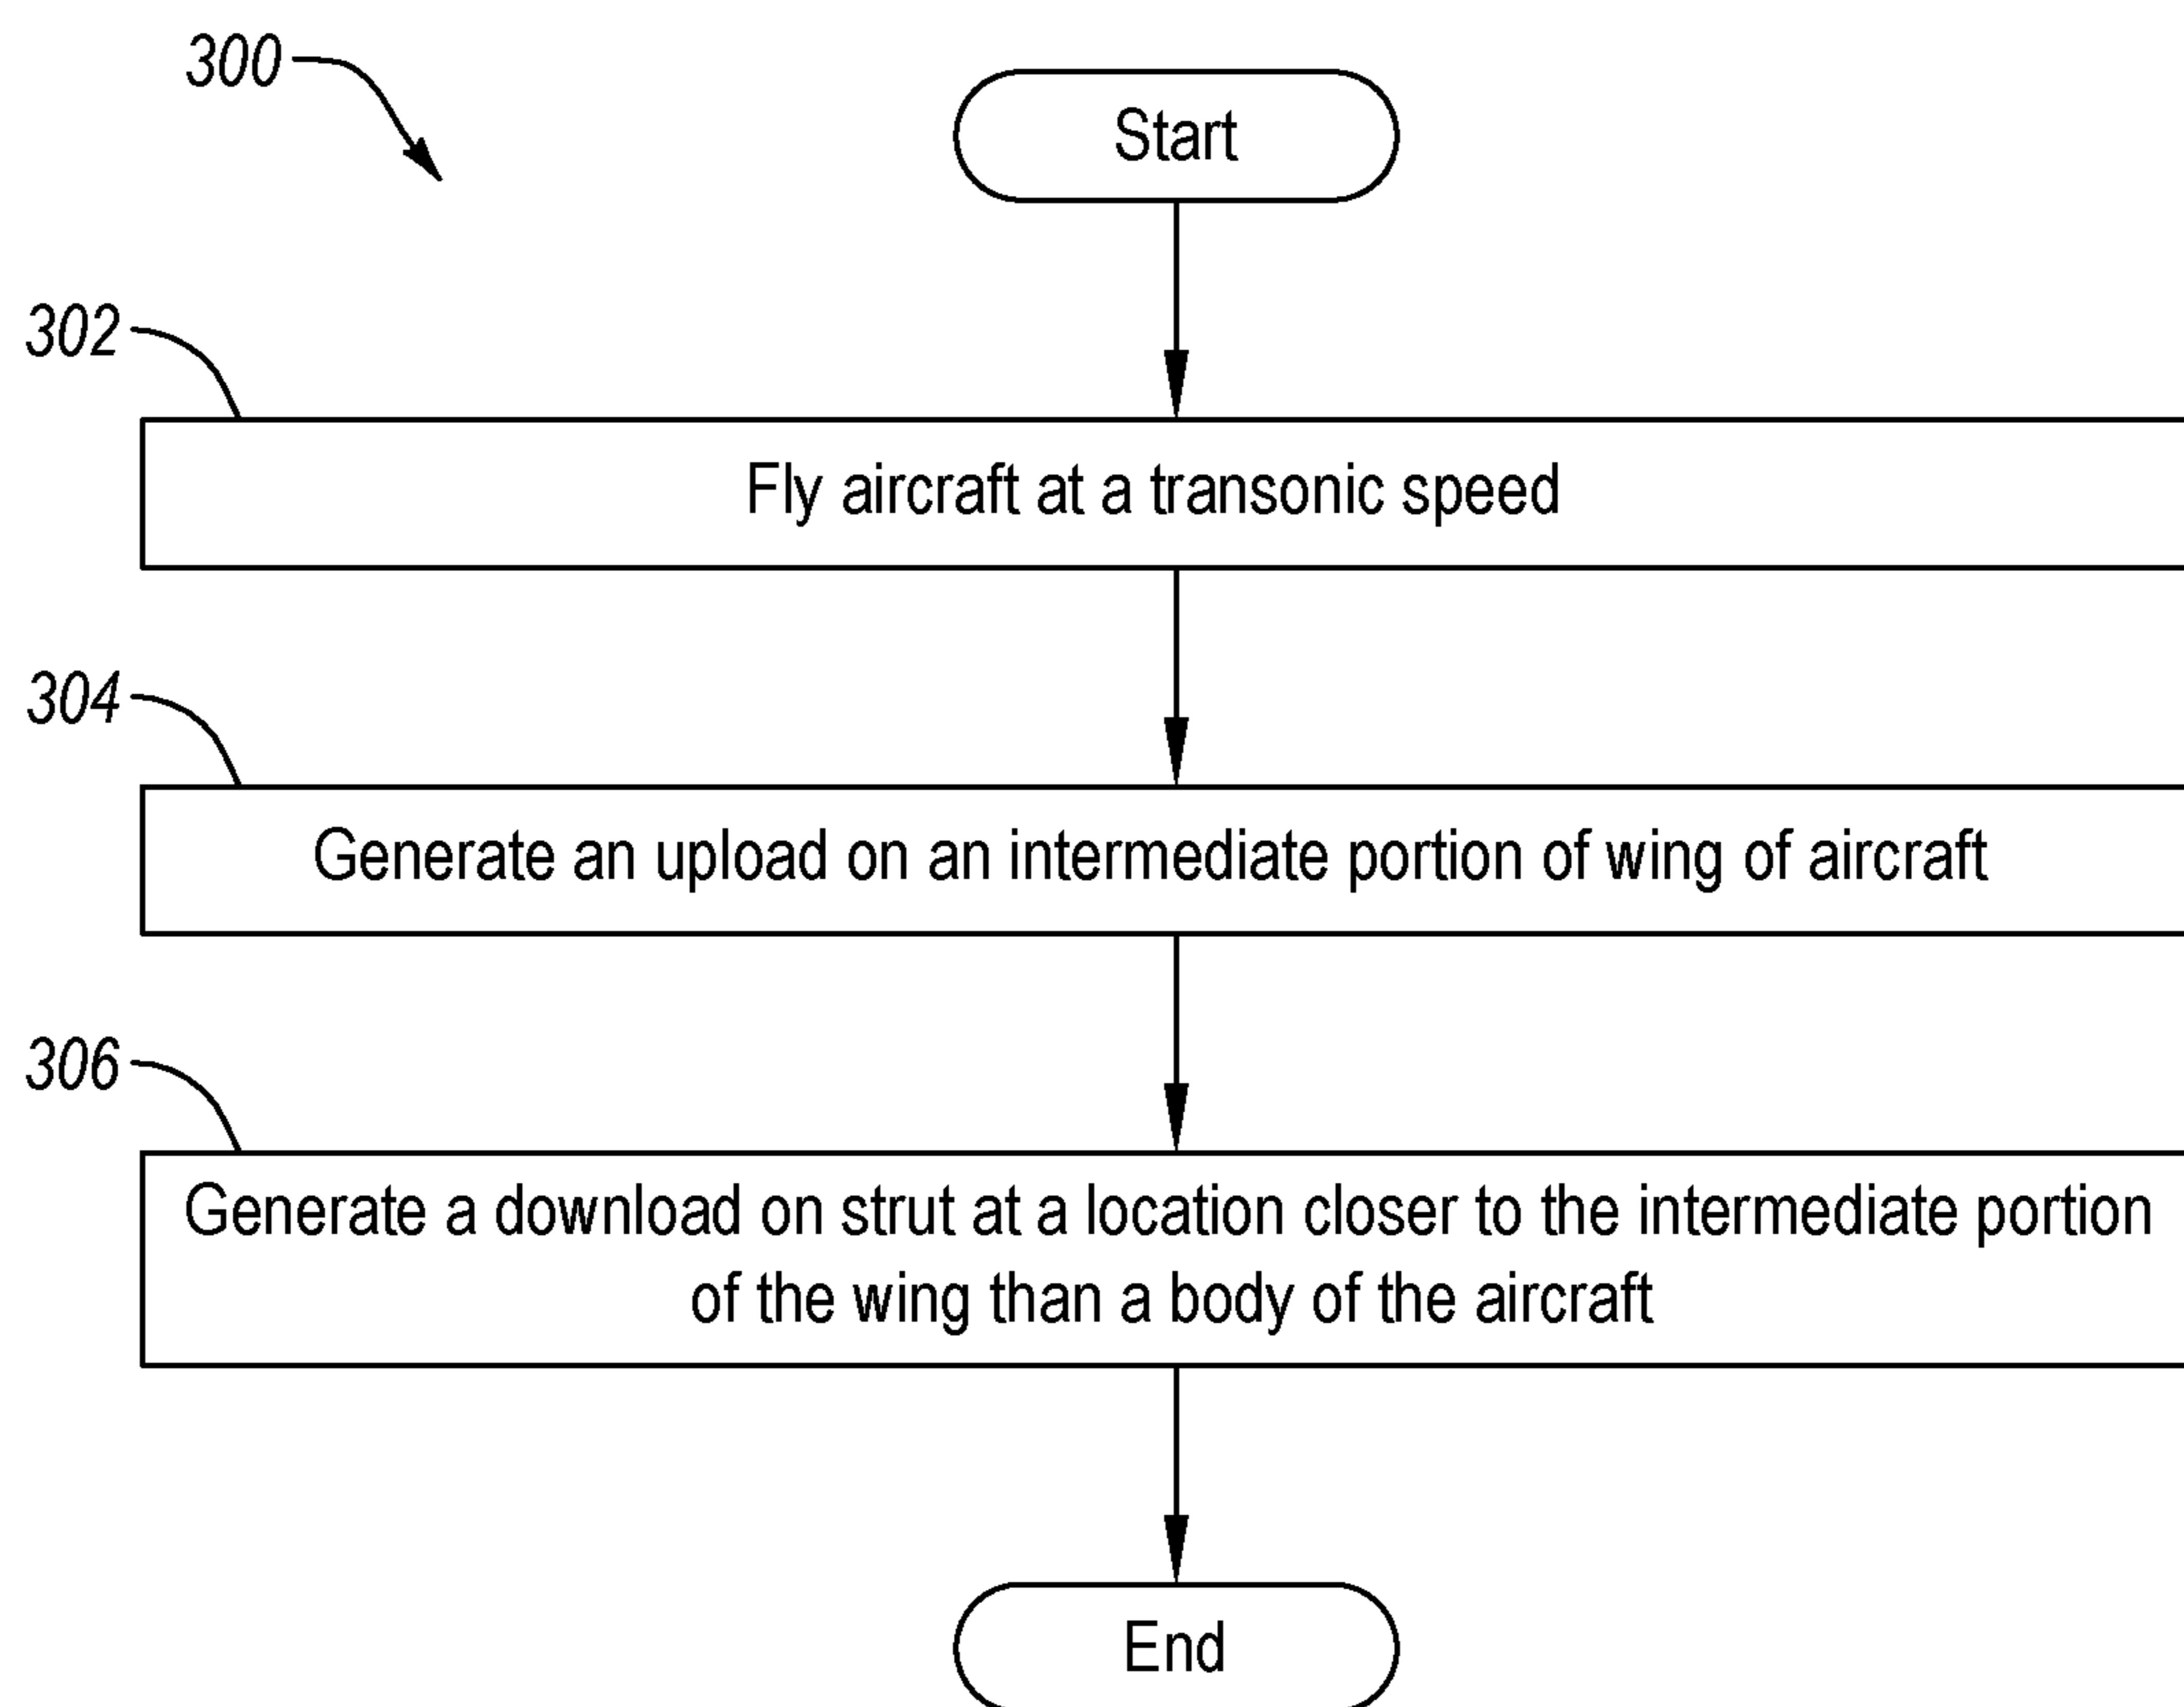 300
Start
302
Fly aircraft at a transonic speed
304
Generate an upload on an intermediate portion of wing of aircraft
306
Generate a download on strut at a location closer to the intermediate portion
of the wing than a body of the aircraft
End